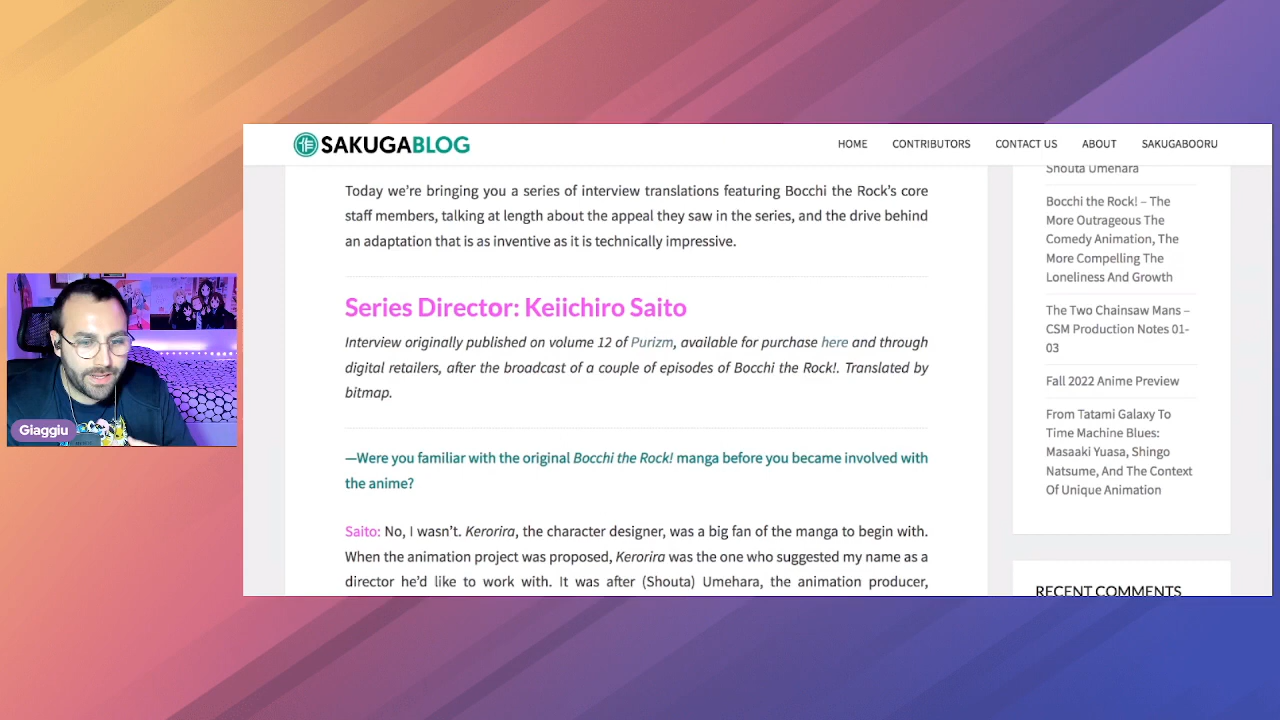 SAKUGABLOG
HOME
CONTRIBUTORS
CONTACT US
ABOUT
SAKUGABOORU
Today we’re bringing you a series of interview translations featuring Bocchi the Rock’s core
staff members, talking at length about the appeal they saw in the series, and the drive behind
an adaptation that is as inventive as it is technically impressive.
Series Director: Keiichiro Saito
Interview originally published on volume 12 of Purizm, available for purchase here and through
digital retailers, after the broadcast of a couple of episodes of Bocchi the Rock!. Translated by
bitmap.
—Were you familiar with the original Bocchi the Rock! manga before you became involved with
the anime?
Saito: No, I wasn’t. Kerorira, the character designer, was a big fan of the manga to begin with.
When the animation project was proposed, Kerorira was the one who suggested my name as a
director he’d like to work with. It was after (Shouta) Umehara, the animation producer,
Shouta Umehara
Bocchi the Rock! – The
More Outrageous The
Comedy Animation, The
More Compelling The
Loneliness And Growth
The Two Chainsaw Mans –
CSM Production Notes 01-
03
Fall 2022 Anime Preview
From Tatami Galaxy To
Time Machine Blues:
Masaaki Yuasa, Shingo
Natsume, And The Context
Of Unique Animation
RECENT COMMENTS
Giaggiu